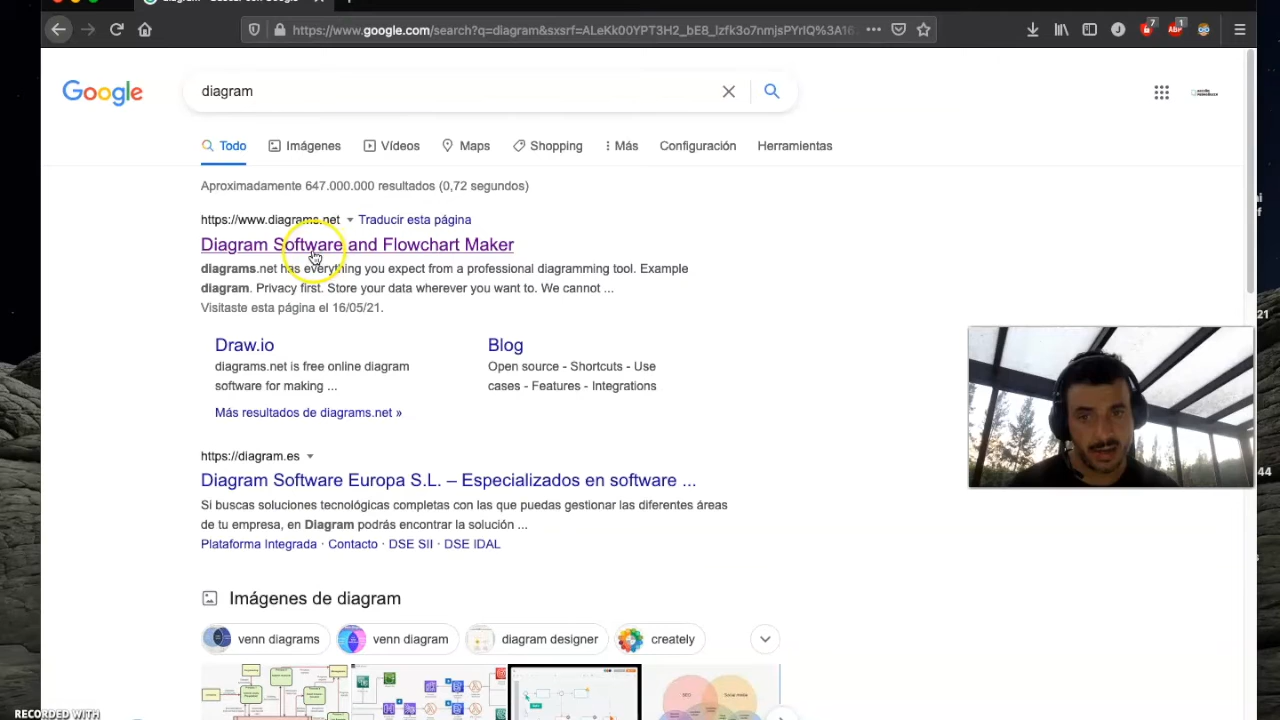 https://www.google.com/search?q=diagram&sxsrf=ALeKk00YPT3H2_bE8_lzfk3o7nmjsPYrIQ%3A16
7
1
Google
diagram
Todo
Imágenes
Vídeos
Maps
Shopping
Más
Configuración
Herramientas
Aproximadamente 647.000.000 resultados (0,72 segundos)
https://www.diagrams.net
Traducir esta página
Diagram Software and Flowchart Maker
diagrams.net has everything you expect from a professional diagramming tool. Example
diagram. Privacy first. Store your data wherever you want to. We cannot ...
Visitaste esta página el 16/05/21.
Draw.io
diagrams.net is free online diagram
software for making ...
Blog
Open source - Shortcuts - Use
cases - Features - Integrations
Más resultados de diagrams.net »
https://diagram.es
Diagram Software Europa S.L. – Especializados en software ...
Si buscas soluciones tecnológicas completas con las que puedas gestionar las diferentes áreas
de tu empresa, en Diagram podrás encontrar la solución ...
Plataforma Integrada · Contacto · DSE SII · DSE IDAL
Imágenes de diagram
venn diagrams
venn diagram
diagram designer
creately
21
44
RECORDED WITH